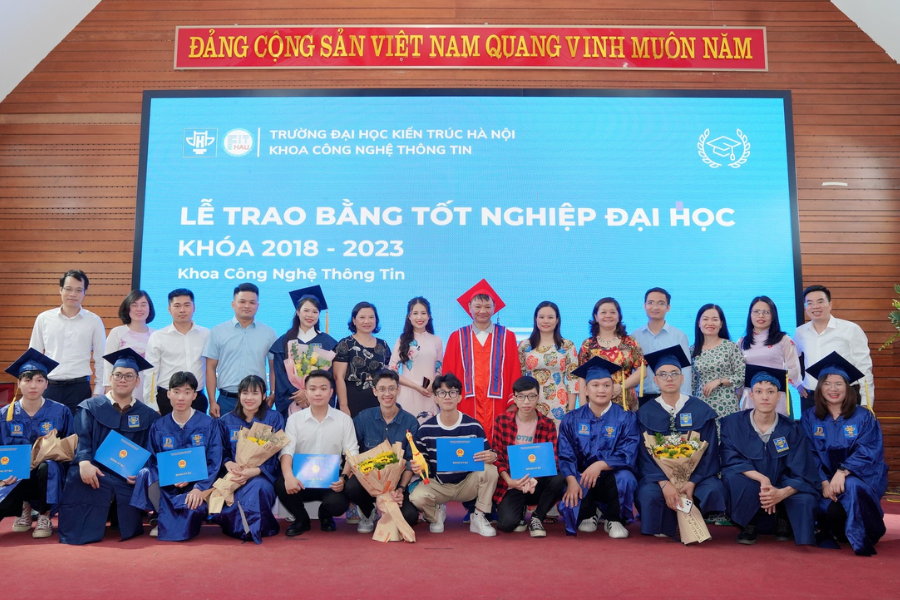 ĐẢNG CỘNG SẢN VIỆT NAM QUANG VINH MUÔN NĂM
TRƯỜNG ĐẠI HỌC KIẾN TRÚC HÀ NỘI
KHOA CÔNG NGHỆ THÔNG TIN
LỄ TRAO BẰNG TỐT NGHIỆP ĐẠI HỌC
KHÓA 2018 - 2023
Khoa Công Nghệ Thông Tin